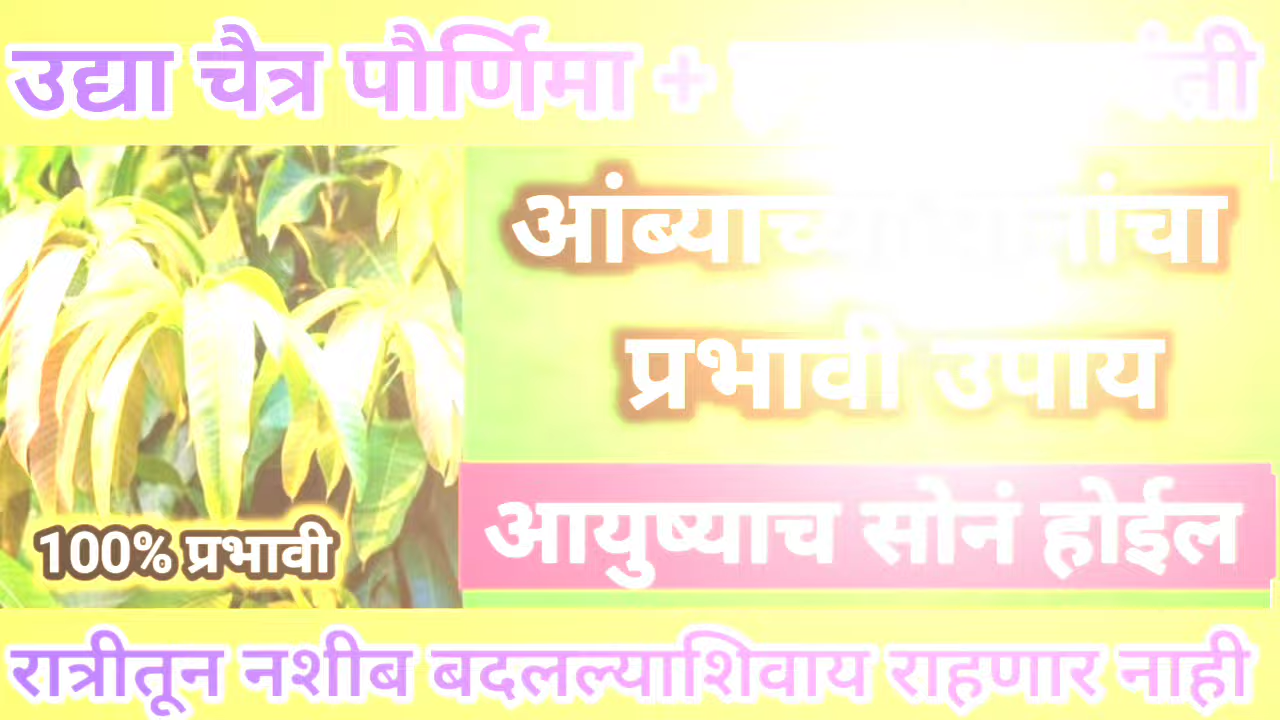 उद्या चैत्र पौर्णिमा +
आंब्याच्या पानांचा
प्रभावी उपाय
आयुष्याच सोनं होईल
100% प्रभावी
रात्रीतून नशीब बदलल्याशिवाय राहणार नाही